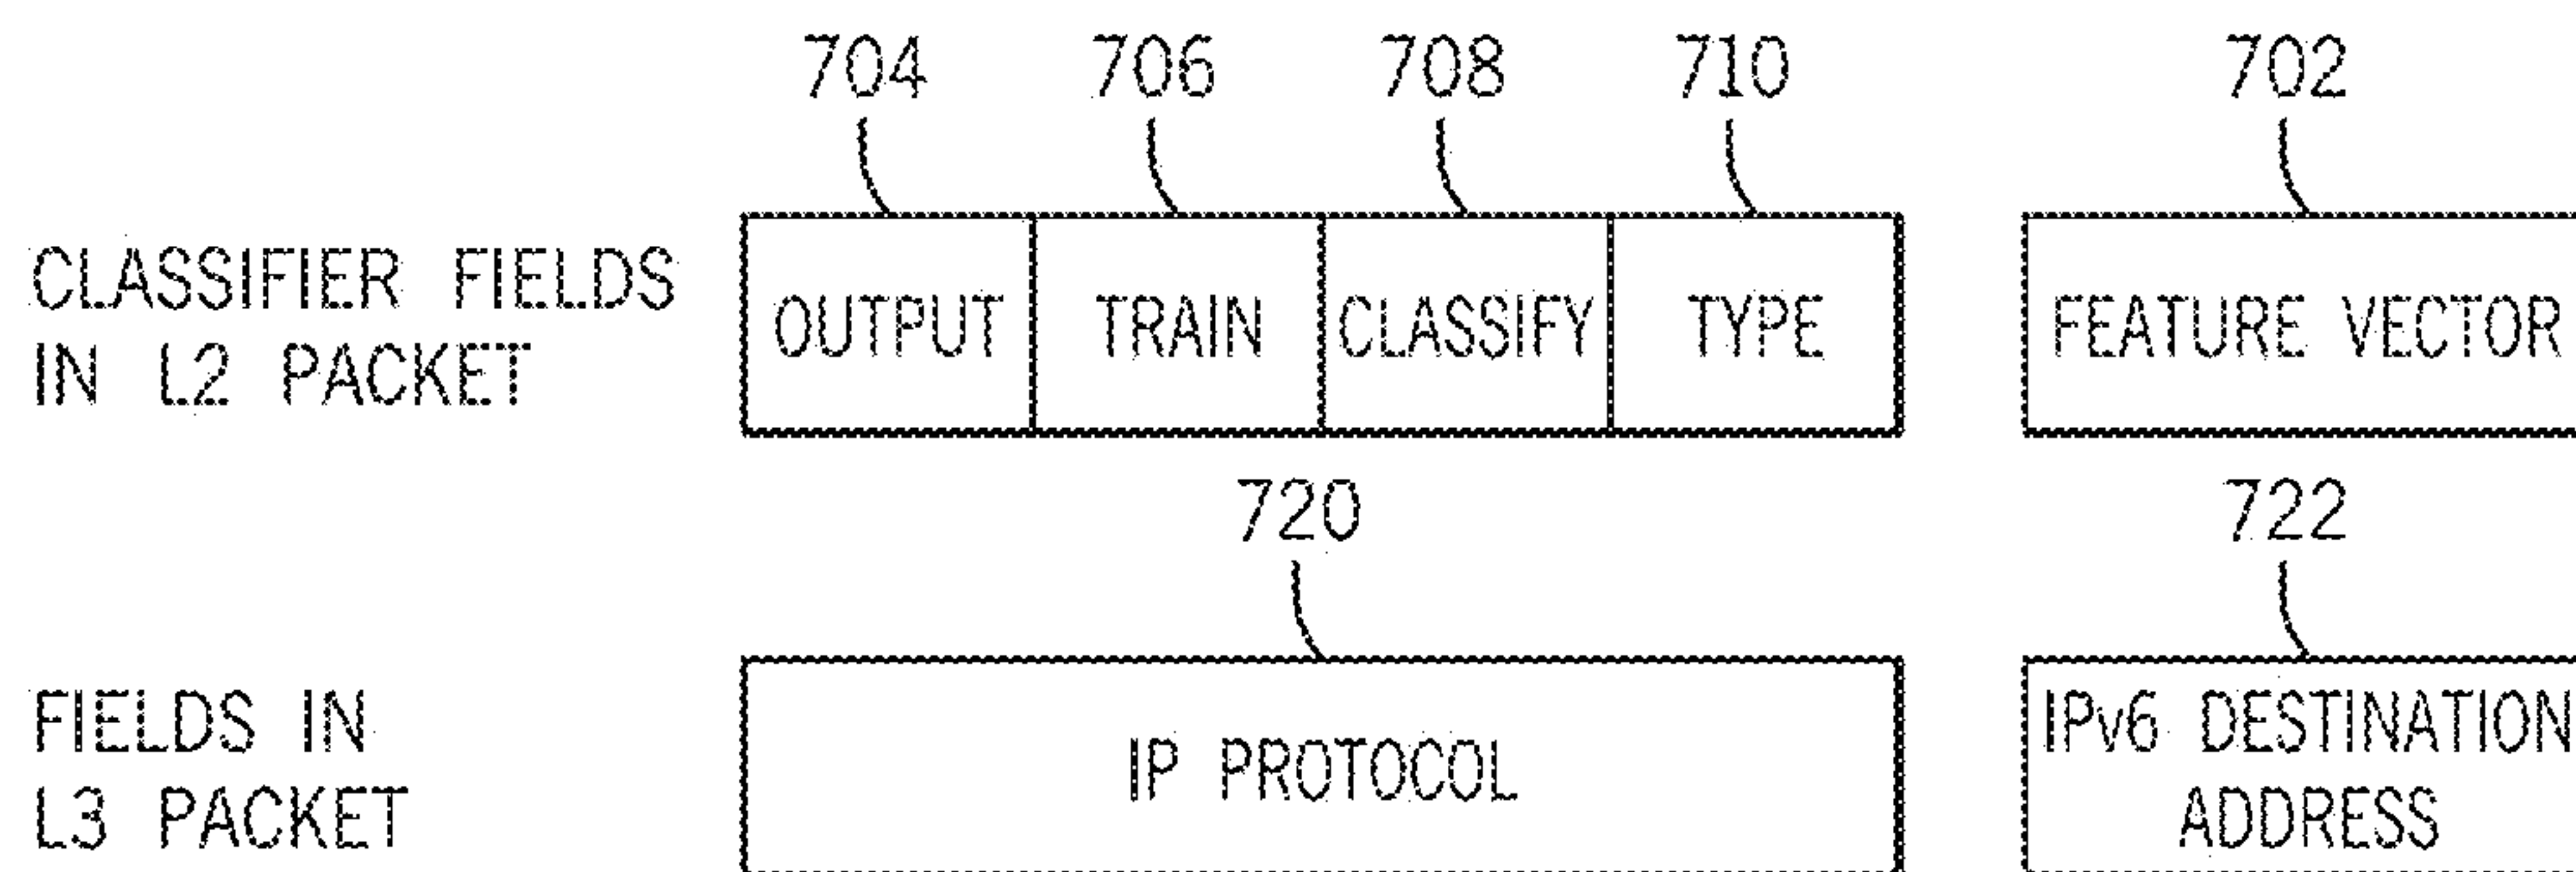 704 706 708 710 702
CLASSIFIER FIELDS
IN L2 PACKET
OUTPUT TRAIN CLASSIFY TYPE FEATURE VECTOR
720 722
FIELDS IN
L3 PACKET
IP PROTOCOL
IPv6 DESTINATION
ADDRESS